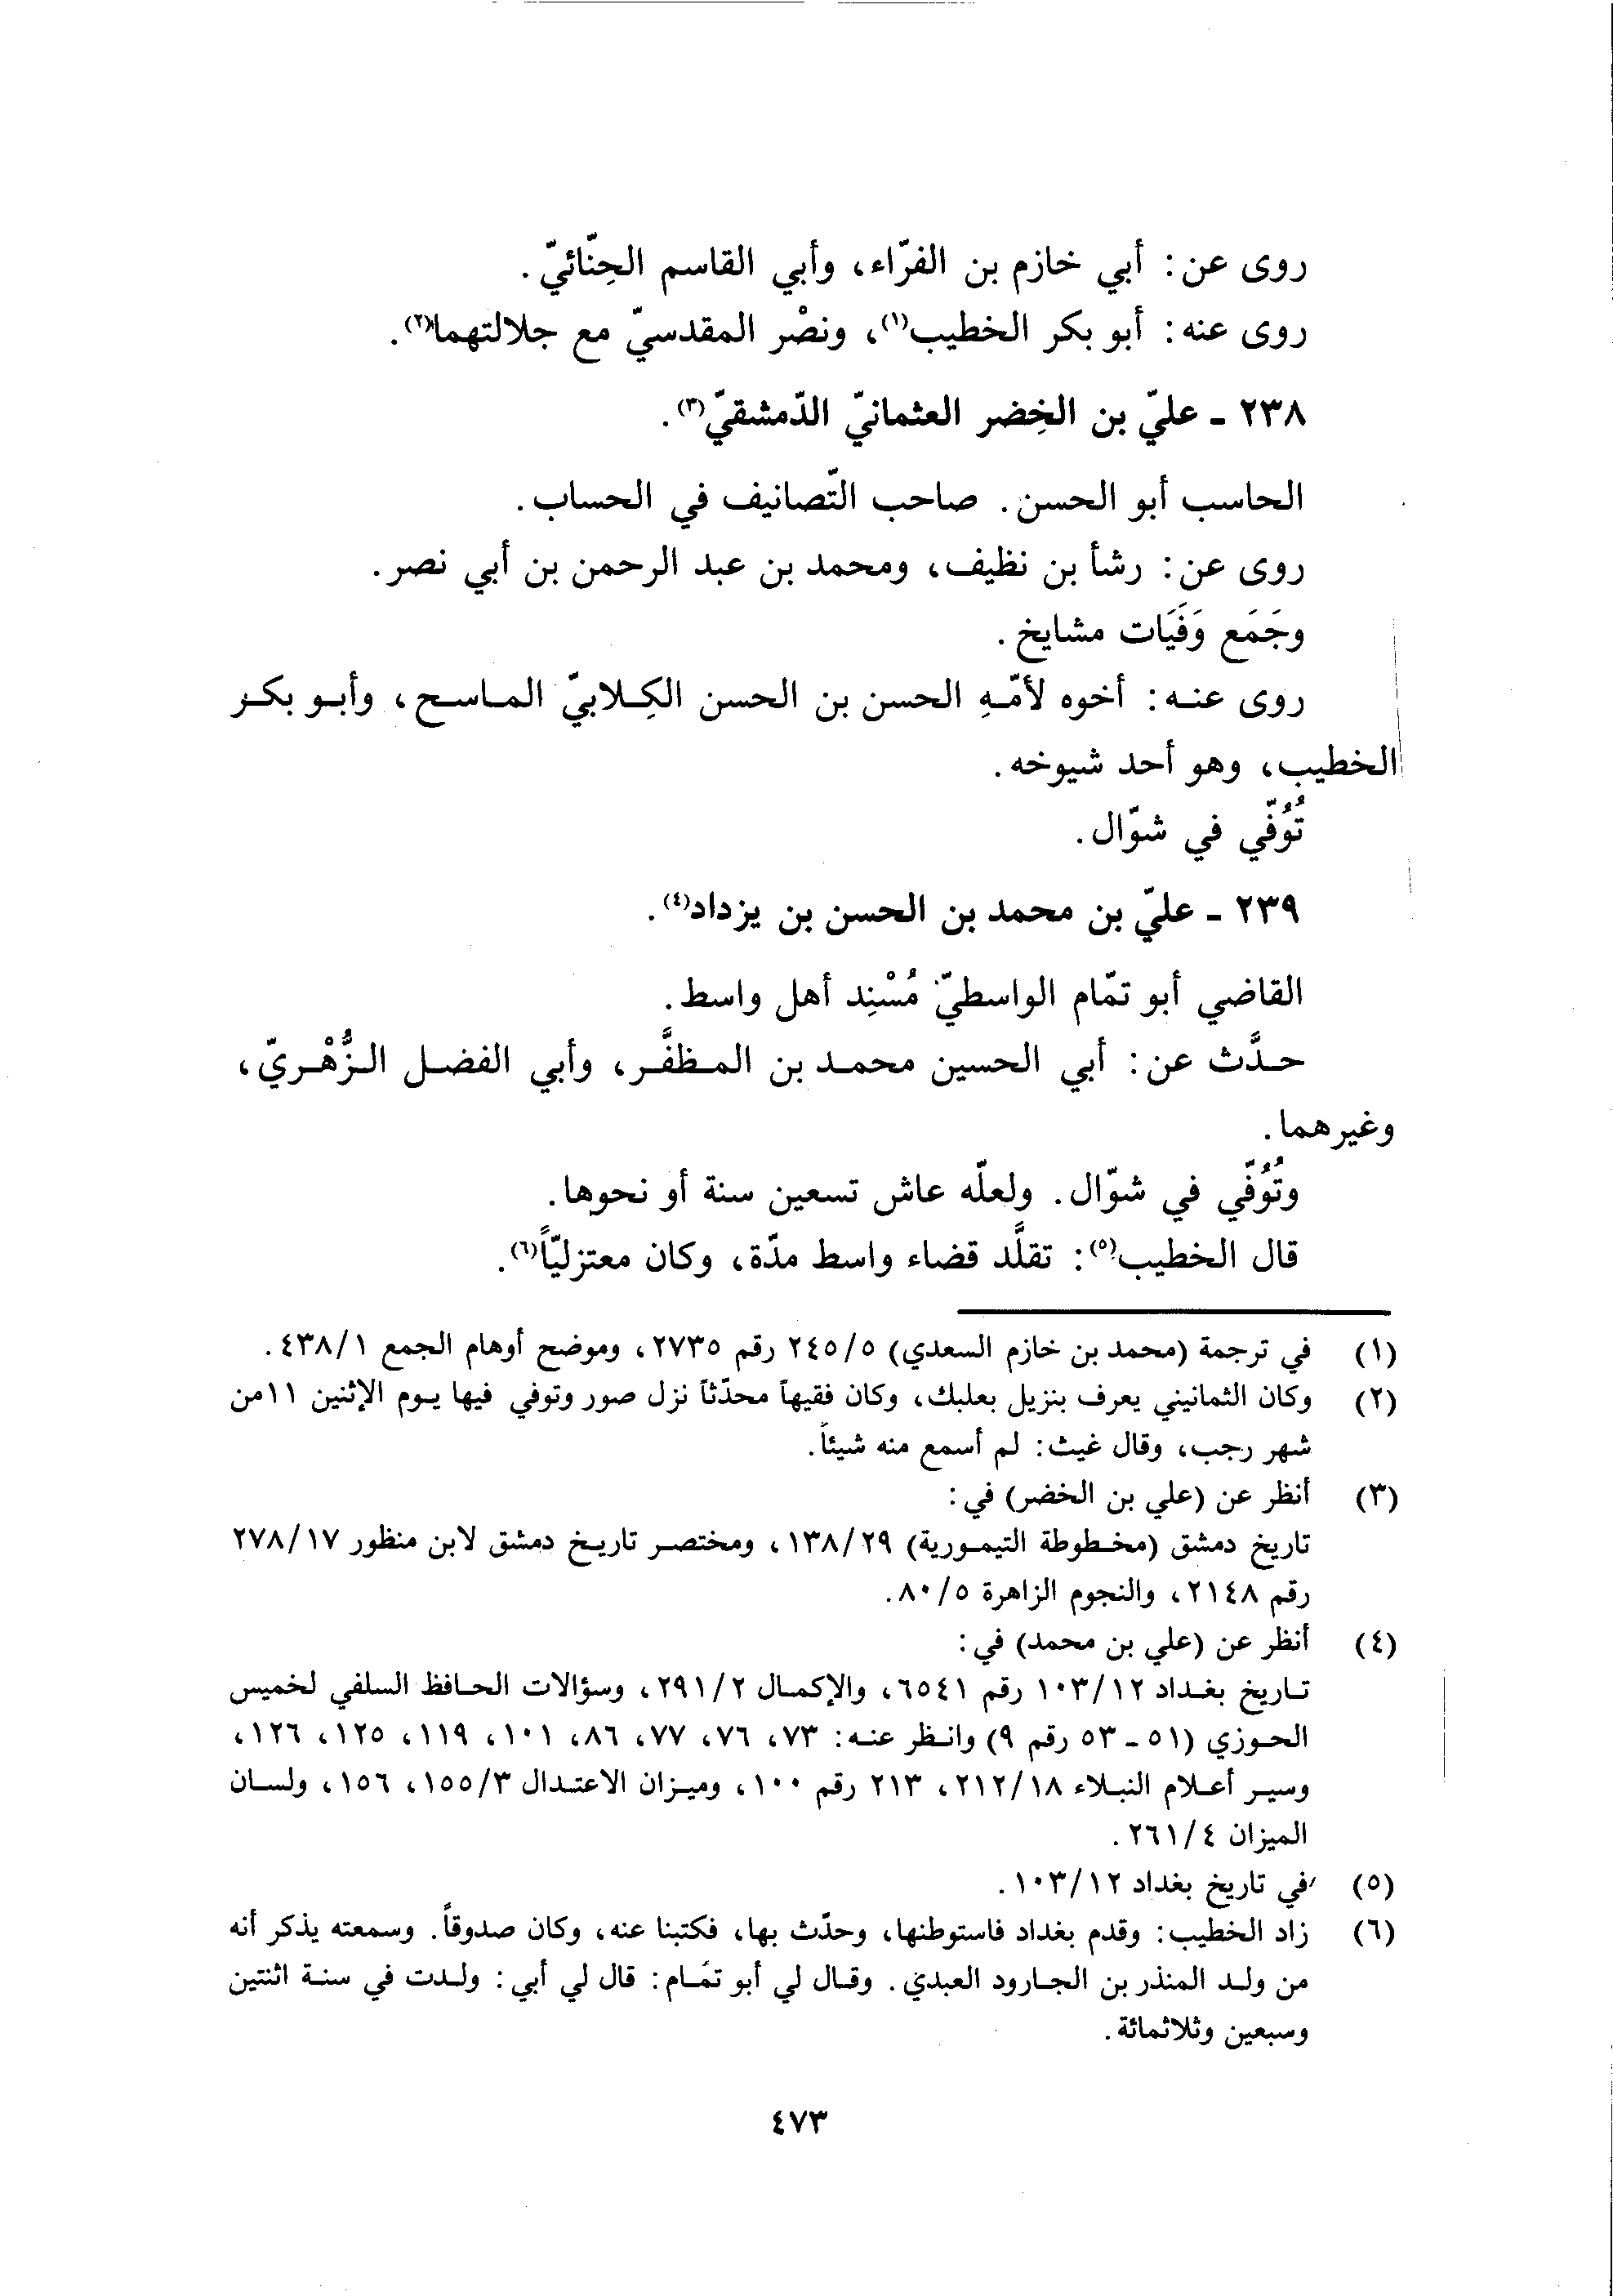 روى عن: أبي خازم بن الفرّاء، وأبي القاسم الحِنّائيّ.
روى عنه: أبو بكر الخطيب(١)، ونصْر المقدسيّ مع جلالتهما(٢).
٢٣٨ - عليّ بن الخِضر العثمانيّ الدّمشقيّ(٣).
الحاسب أبو الحسن. صاحب التّصانيف في الحساب.
روى عن: رشأ بن نظيف، ومحمد بن عبد الرحمن بن أبي نصر.
وجَمَع وَفَيَات مشايخ.
روى عنه: أخوه لأمّهِ الحسن بن الحسن الكِلابيّ الماسح، وأبو بكر
الخطيب، وهو أحد شيوخه.
تُوُفّي في شوّال.
٢٣٩ - عليّ بن محمد بن الحسن بن يزداد(٤).
القاضي أبو تمّام الواسطيّ. مُسْنِد أهل واسط.
حدَّث عن: أبي الحسين محمد بن المظفَّر، وأبي الفضل الزُّهْريّ،
وغيرهما.
وتُوُفّي في شوّال. ولعلّه عاش تسعين سنة أو نحوها.
قال الخطيب(٥): تقلَّد قضاء واسط مدّة، وكان معتزليّاً(٦).
(١) في ترجمة (محمد بن خازم السعدي) ٢٤٥/٥ رقم ٢٧٣٥، وموضح أوهام الجمع ٤٣٨/١.
(٢) وكان الثمانيني يعرف بنزيل بعلبك، وكان فقيهاً محدّثاً نزل صور وتوفي فيها يوم الإثنين ١١من
شهر رجب، وقال غيث: لم أسمع منه شيئاً.
(٣) أنظر عن (علي بن الخضر) في:
تاريخ دمشق (مخطوطة التيمورية) ١٣٨/٢٩، ومختصر تاريخ دمشق لابن منظور ٢٧٨/١٧
رقم ٢١٤٨، والنجوم الزاهرة ٨٠/٥.
(٤) أنظر عن (علي بن محمد) في:
تاريخ بغداد ١٠٣/١٢ رقم ٦٥٤١، والإكمال ٢٩١/٢، وسؤالات الحافظ السلفي لخميس
الحوزي (٥١ - ٥٣ رقم ٩) وانظر عنه: ٧٣، ٧٦، ٧٧، ٨٦، ١٠١، ١١٩، ١٢٥، ١٢٦،
وسير أعلام النبلاء ٢١٢/١٨، ٢١٣ رقم ١٠٠، وميزان الاعتدال ١٥٥/٣، ١٥٦، ولسان
الميزان ٢٦١/٤.
(٥) في تاريخ بغداد ١٠٣/١٢.
(٦) زاد الخطيب: وقدم بغداد فاستوطنها، وحدّث بها، فكتبنا عنه، وكان صدوقاً. وسمعته يذكر أنه
من ولد المنذر بن الجارود العبدي. وقال لي أبو تمّام: قال لي أبي: ولدت في سنة اثنتين
وسبعين وثلاثمائة.
٤٧٣